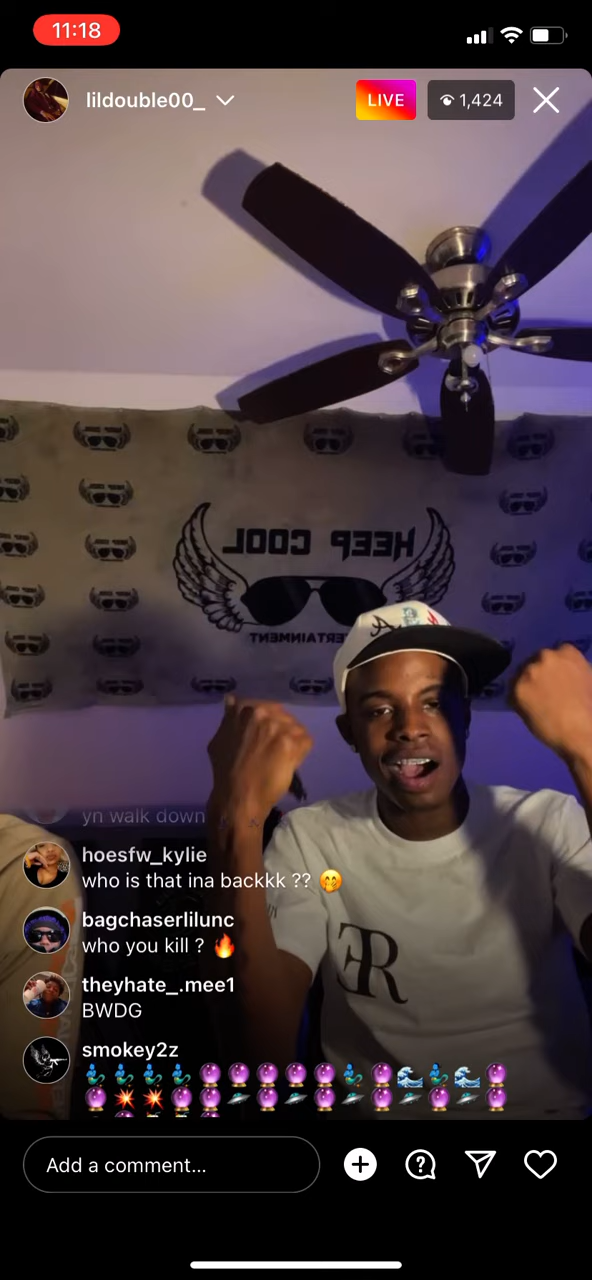 11:18
lildouble00_
LIVE
1,424
KEEP COOL
ERTAINMENT
A
yn walk down
hoesfw_kylie
who is that ina backkk ?? 🤭
bagchaserlilunc
who you kill ? 🔥
theyhate_.mee1
BWDG
smokey2z
🧞‍♂️🧞‍♂️🧞‍♂️🧞‍♂️🔮🔮🔮🔮🔮🧞‍♂️🔮🌊🧞‍♂️🌊🔮
🔮💥💥🔮🔮🛸🔮🛸🔮🛸🔮🛸🔮🛸🔮
Add a comment...